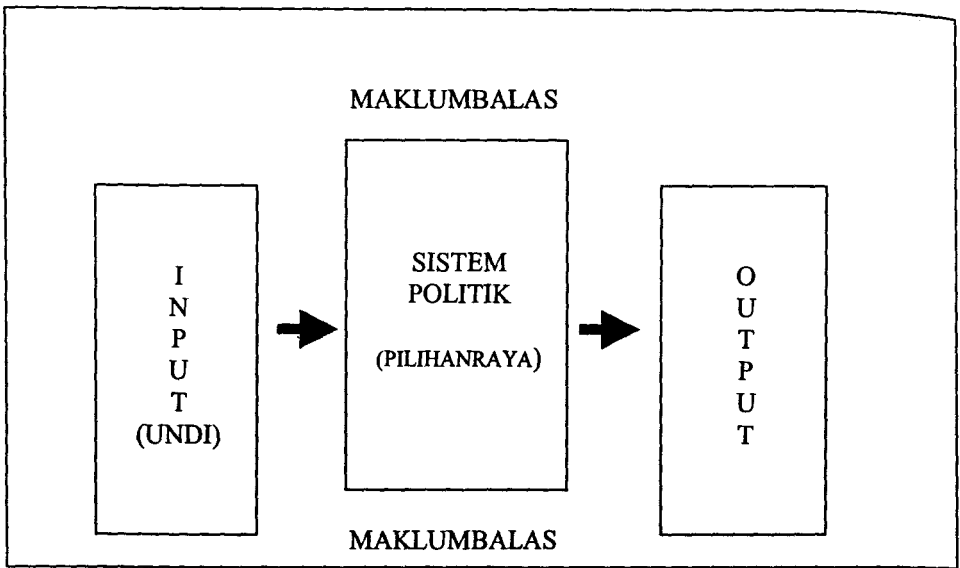 MAKLUMBALAS
I
N
P
U
T
(UNDI)
SISTEM
POLITIK
(PILIHANRAYA)
O
U
T
P
U
T
MAKLUMBALAS